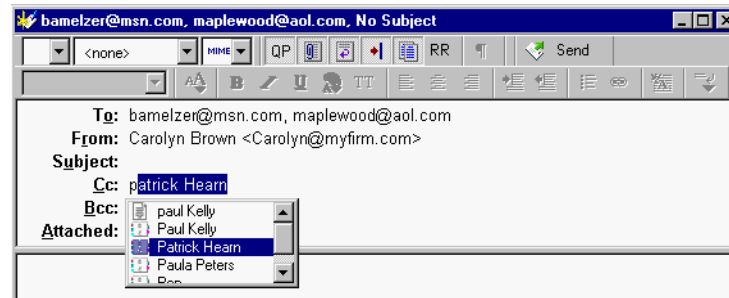 bamelzer@msn.com, maplewood@aol.com, No Subject
<none> MIME QP RR ¶ Send
A A B I U TT
To: bamelzer@msn.com, maplewood@aol.com
From: Carolyn Brown <Carolyn@myfirm.com>
Subject:
Cc: patrick Hearn
Bcc:
Attached:
paul Kelly
Paul Kelly
Patrick Hearn
Paula Peters